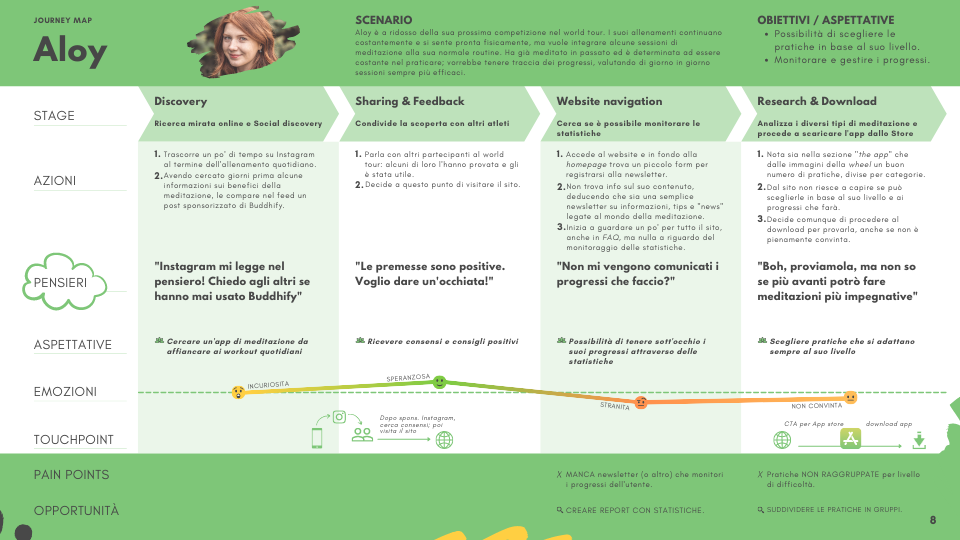 JOURNEY MAP
Aloy
SCENARIO
Aloy è a ridosso della sua prossima competizione nel world tour. I suoi allenamenti continuano
costantemente e si sente pronta fisicamente, ma vuole integrare alcune sessioni di
meditazione alla sua normale routine. Ha già meditato in passato ed è determinata ad essere
costante nel praticare; vorrebbe tenere traccia dei progressi, valutando di giorno in giorno
sessioni sempre più efficaci.
OBIETTIVI / ASPETTATIVE
• Possibilità di scegliere le
pratiche in base al suo livello.
• Monitorare e gestire i progressi.
STAGE
Discovery
Ricerca mirata online e Social discovery
Sharing & Feedback
Condivide la scoperta con altri atleti
Website navigation
Cerca se è possibile monitorare le
statistiche
Research & Download
Analizza i diversi tipi di meditazione e
procede a scaricare l'app dallo Store
AZIONI
1. Trascorre un po' di tempo su Instagram
al termine dell'allenamento quotidiano.
2. Avendo cercato giorni prima alcune
informazioni sui benefici della
meditazione, le compare nel feed un
post sponsorizzato di Buddhify.
1. Parla con altri partecipanti al world
tour: alcuni di loro l'hanno provata e gli
è stata utile.
2. Decide a questo punto di visitare il sito.
1. Accede al website e in fondo alla
homepage trova un piccolo form per
registrarsi alla newsletter.
2. Non trova info sul suo contenuto,
deducendo che sia una semplice
newsletter su informazioni, tips e "news"
legate al mondo della meditazione.
3. Inizia a guardare un po' per tutto il sito,
anche in FAQ, ma nulla a riguardo del
monitoraggio delle statistiche.
1. Nota sia nella sezione "the app" che
dalle immagini della wheel un buon
numero di pratiche, divise per categorie.
2. Dal sito non riesce a capire se può
sceglierle in base al suo livello e ai
progressi che farà.
3. Decide comunque di procedere al
download per provarla, anche se non è
pienamente convinta.
PENSIERI
"Instagram mi legge nel
pensiero! Chiedo agli altri se
hanno mai usato Buddhify"
"Le premesse sono positive.
Voglio dare un'occhiata!"
"Non mi vengono comunicati i
progressi che faccio?"
"Boh, proviamola, ma non so
se più avanti potrò fare
meditazioni più impegnative"
ASPETTATIVE
Cercare un'app di meditazione da
affiancare ai workout quotidiani
Ricevere consensi e consigli positivi
Possibilità di tenere sott'occhio i
suoi progressi attraverso delle
statistiche
Scegliere pratiche che si adattano
sempre al suo livello
EMOZIONI
INCURIOSITA
SPERANZOSA
STRANITA
NON CONVINTA
TOUCHPOINT
Dopo spons. Instagram,
cerca consensi; poi
visita il sito
CTA per App store
download app
PAIN POINTS
X MANCA newsletter (o altro) che monitori
i progressi dell'utente.
X Pratiche NON RAGGRUPPATE per livello
di difficoltà.
OPPORTUNITÀ
CREARE REPORT CON STATISTICHE.
SUDDIVIDERE LE PRATICHE IN GRUPPI.
8